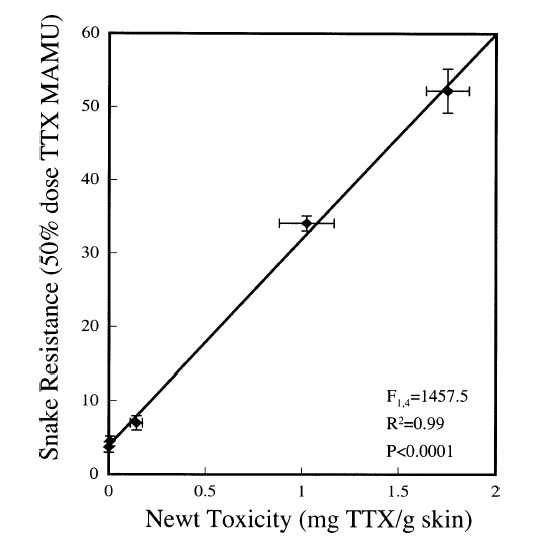 Snake Resistance (50% dose TTX MAMU)
60
50
40
30
20
10
0
F1,4=1457.5
R2=0.99
P<0.0001
0
0.5
1
1.5
2
Newt Toxicity (mg TTX/g skin)